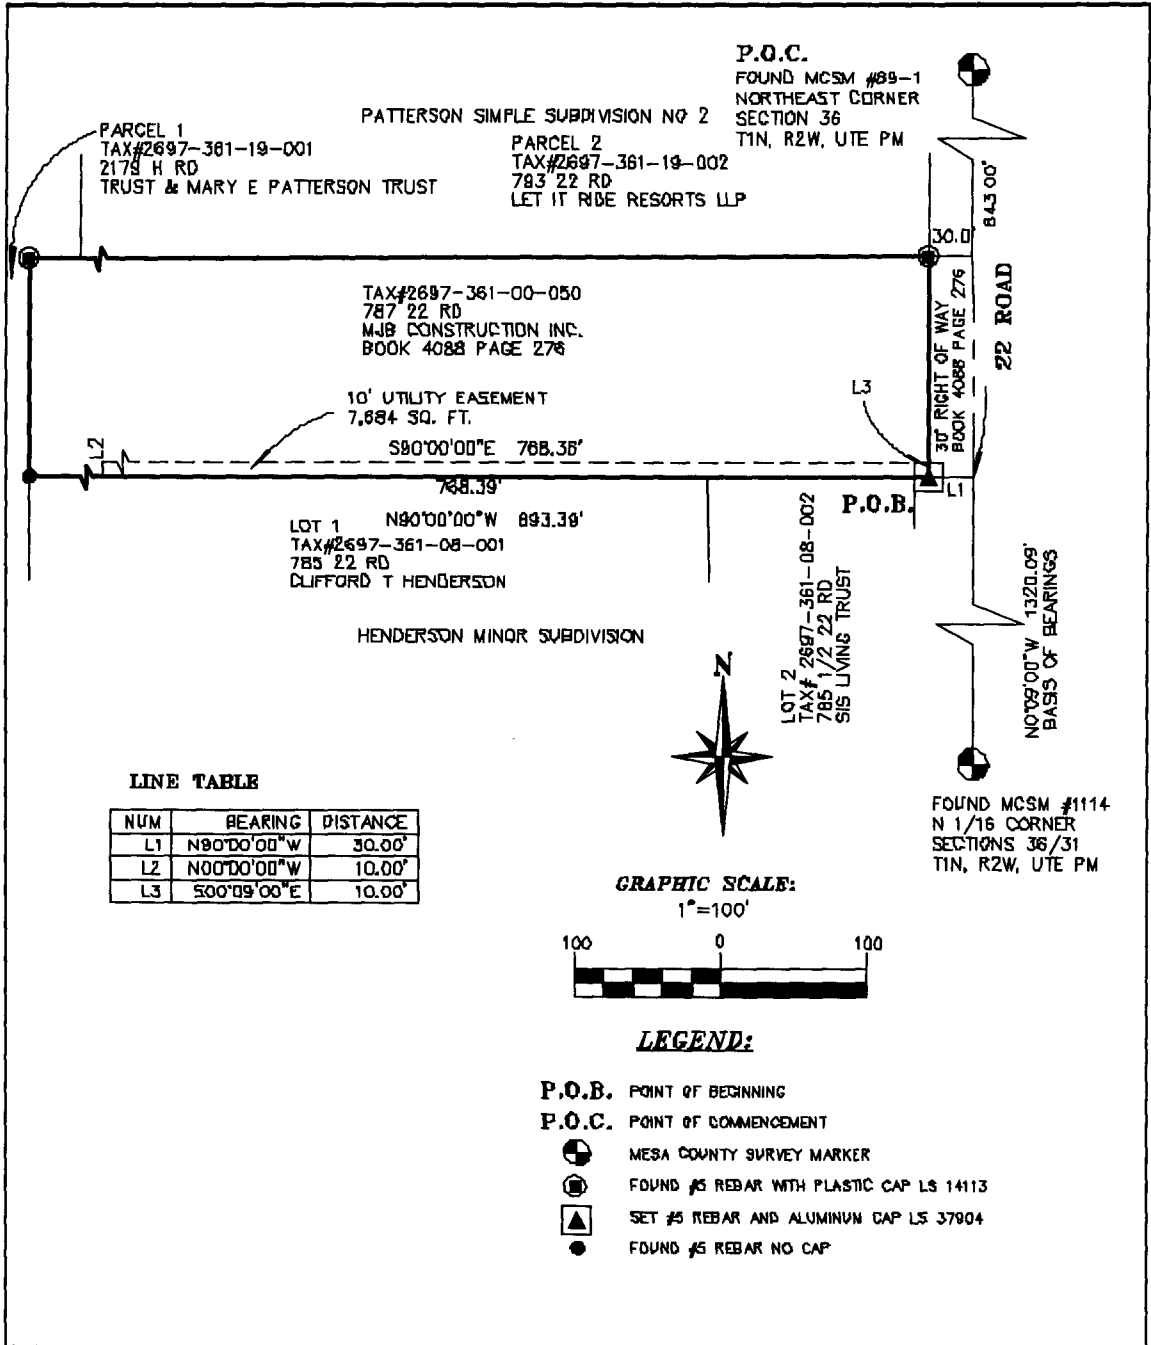 P.O.C.
FOUND MCSM #89-1
NORTHEAST CORNER
SECTION 36
T1N, R2W, UTE PM
PATTERSON SIMPLE SUBDIVISION NO 2
PARCEL 1
TAX#2697-361-19-001
2179 H RD
TRUST & MARY E PATTERSON TRUST
PARCEL 2
TAX#2697-361-19-002
793 22 RD
LET IT RIDE RESORTS LLP
843.00'
30.0'
22 ROAD
30' RIGHT OF WAY
BOOK 4088 PAGE 276
TAX#2697-361-00-050
787 22 RD
MJB CONSTRUCTION INC.
BOOK 4088 PAGE 276
L3
10' UTILITY EASEMENT
7,684 SQ. FT.
L2
S90°00'00"E 768.36'
768.39'
N90°00'00"W 893.39'
L1
P.O.B.
LOT 1
TAX#2697-361-08-001
785 22 RD
CLIFFORD T HENDERSON
HENDERSON MINOR SUBDIVISION
LOT 2
TAX# 2697-361-08-002
785 1/2 22 RD
SIS LIVING TRUST
N0°09'00"W 1320.09'
BASIS OF BEARINGS
N
FOUND MCSM #1114
N 1/16 CORNER
SECTIONS 36/31
T1N, R2W, UTE PM
LINE TABLE
NUM BEARING DISTANCE
L1 N90°00'00"W 30.00'
L2 N00°00'00"W 10.00'
L3 S00°09'00"E 10.00'
GRAPHIC SCALE:
1"=100'
100 0 100
LEGEND:
P.O.B. POINT OF BEGINNING
P.O.C. POINT OF COMMENCEMENT
MESA COUNTY SURVEY MARKER
FOUND #5 REBAR WITH PLASTIC CAP LS 14113
SET #5 REBAR AND ALUMINUM CAP LS 37904
FOUND #5 REBAR NO CAP